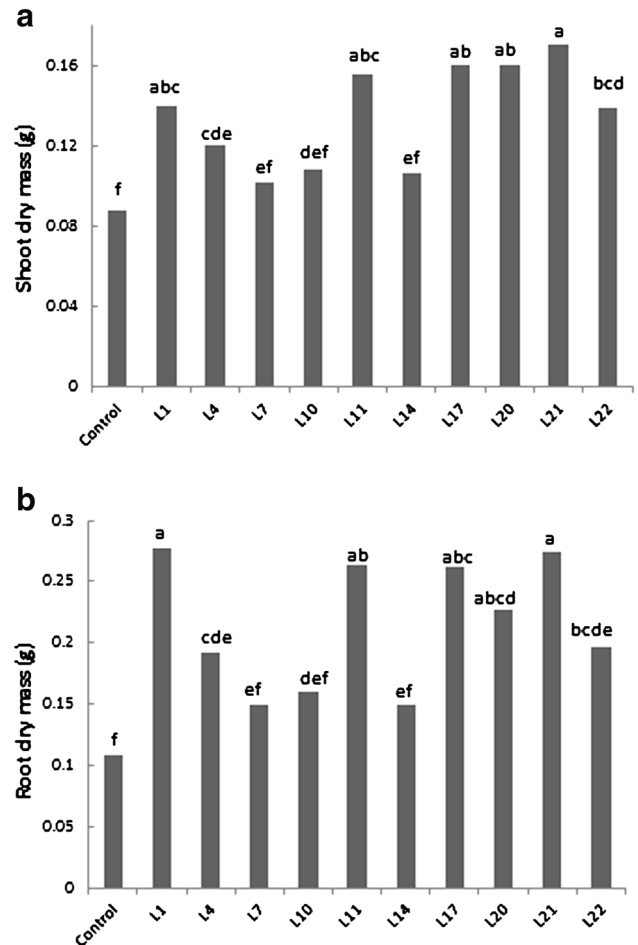 a
Shoot dry mass (g)
0.16
0.12
0.08
0.04
0
f
abc
cde
ef
def
abc
ef
ab
ab
a
bcd
Control
L1
L4
L7
L10
L11
L14
L17
L20
L21
L22
b
Root dry mass (g)
0.3
0.25
0.2
0.15
0.1
0.05
0
f
a
cde
ef
def
ab
ef
abc
abcd
a
bcde
Control
L1
L4
L7
L10
L11
L14
L17
L20
L21
L22